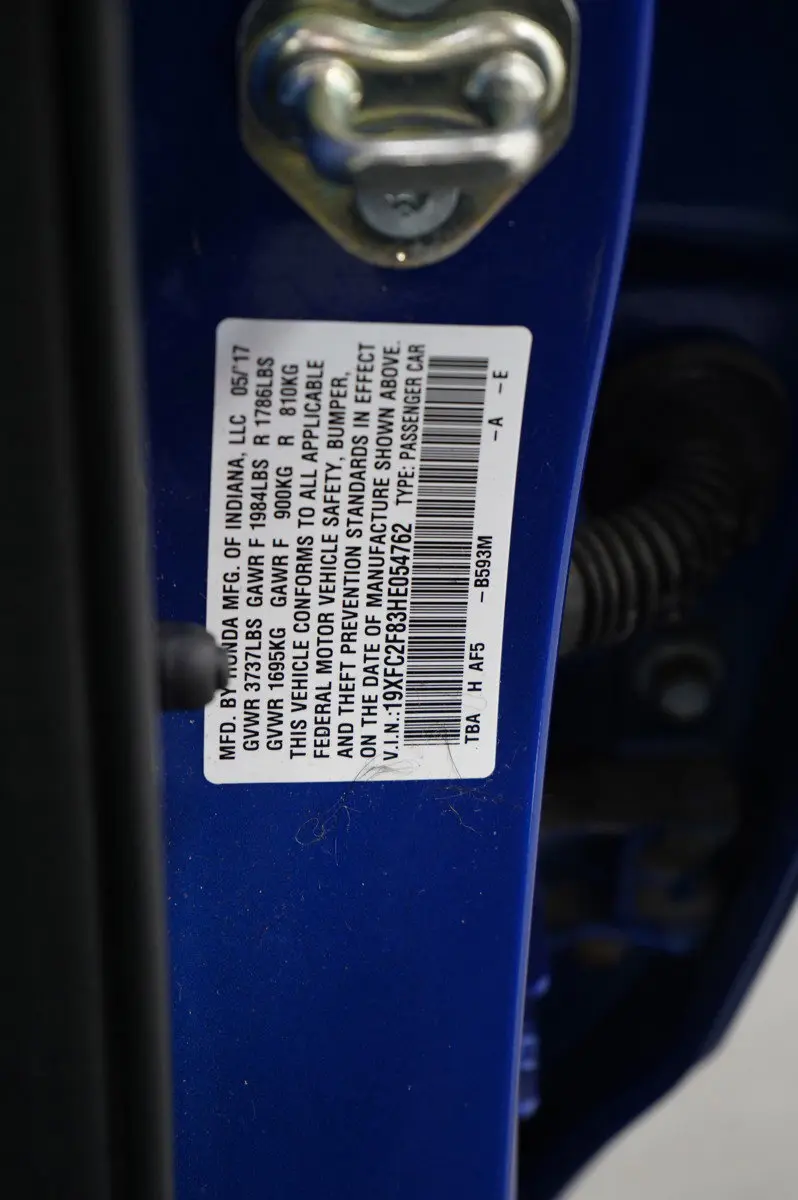 MFD. BY HONDA MFG. OF INDIANA, LLC 05/'17
GVWR 3737LBS GAWR F 1984LBS R 1786LBS
GVWR 1695KG GAWR F 900KG R 810KG
THIS VEHICLE CONFORMS TO ALL APPLICABLE
FEDERAL MOTOR VEHICLE SAFETY, BUMPER,
AND THEFT PREVENTION STANDARDS IN EFFECT
ON THE DATE OF MANUFACTURE SHOWN ABOVE.
V.I.N.:19XFC2F83HE054762 TYPE: PASSENGER CAR
TBA H AF5 -B593M -A -E